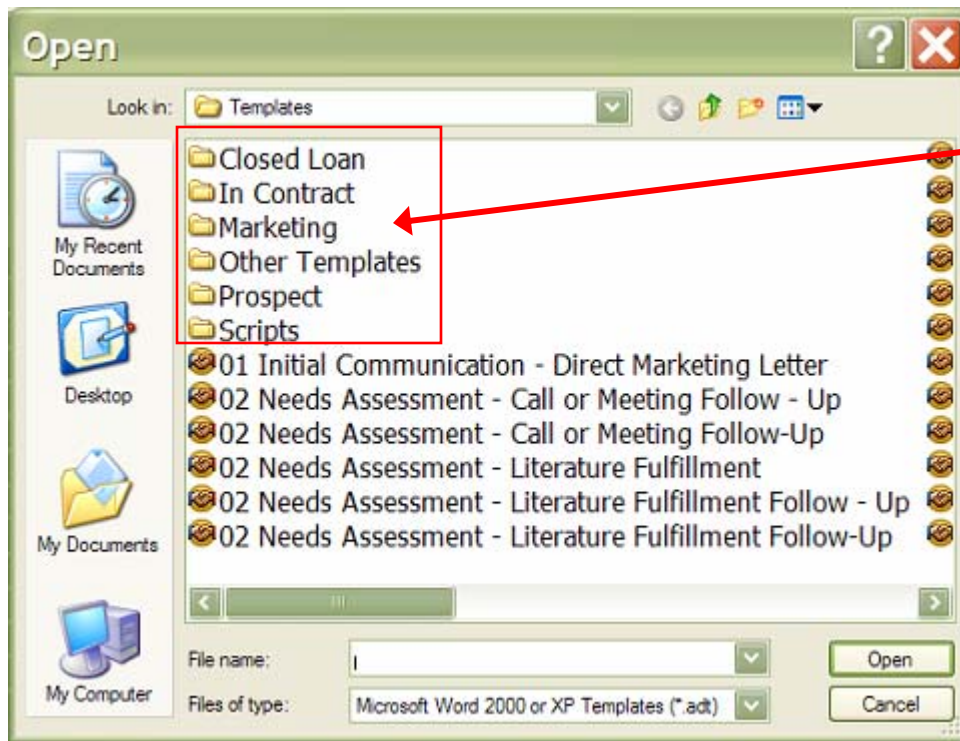 Open
Look in: Templates
Closed Loan
In Contract
Marketing
Other Templates
Prospect
Scripts
01 Initial Communication - Direct Marketing Letter
02 Needs Assessment - Call or Meeting Follow - Up
02 Needs Assessment - Call or Meeting Follow-Up
02 Needs Assessment - Literature Fulfillment
02 Needs Assessment - Literature Fulfillment Follow - Up
02 Needs Assessment - Literature Fulfillment Follow-Up
My Recent
Documents
Desktop
My Documents
My Computer
File name:
Open
Files of type: Microsoft Word 2000 or XP Templates (*.adt)
Cancel